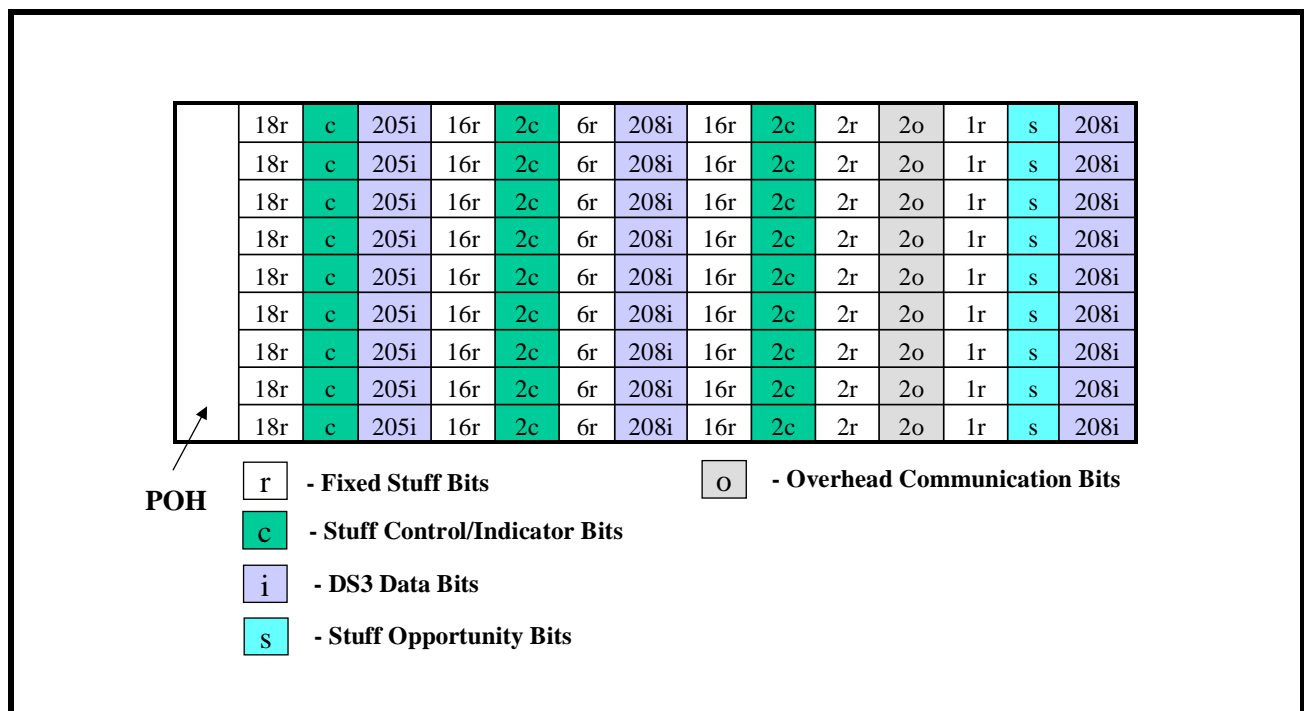 18r c 205i 16r 2c 6r 208i 16r 2c 2r 2o 1r s 208i
18r c 205i 16r 2c 6r 208i 16r 2c 2r 2o 1r s 208i
18r c 205i 16r 2c 6r 208i 16r 2c 2r 2o 1r s 208i
18r c 205i 16r 2c 6r 208i 16r 2c 2r 2o 1r s 208i
18r c 205i 16r 2c 6r 208i 16r 2c 2r 2o 1r s 208i
18r c 205i 16r 2c 6r 208i 16r 2c 2r 2o 1r s 208i
18r c 205i 16r 2c 6r 208i 16r 2c 2r 2o 1r s 208i
18r c 205i 16r 2c 6r 208i 16r 2c 2r 2o 1r s 208i
18r c 205i 16r 2c 6r 208i 16r 2c 2r 2o 1r s 208i
POH
r - Fixed Stuff Bits
o - Overhead Communication Bits
c - Stuff Control/Indicator Bits
i - DS3 Data Bits
s - Stuff Opportunity Bits